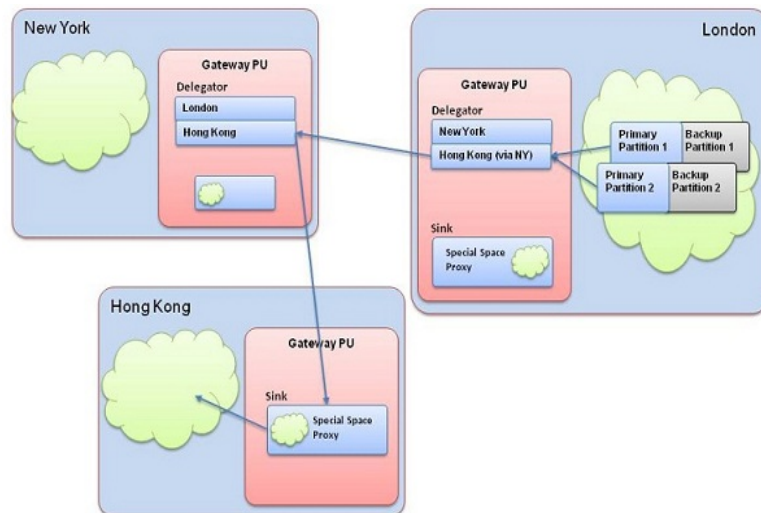 New York
Gateway PU
Delegator
London
Hong Kong
London
Gateway PU
Delegator
NewYork
Hong Kong (via NY)
Primary
Partition 1
Backup
Partition 1
Primary
Partition 2
Backup
Partition 2
Sink
Special Space
Proxy
Hong Kong
Gateway PU
Sink
Special Space
Proxy